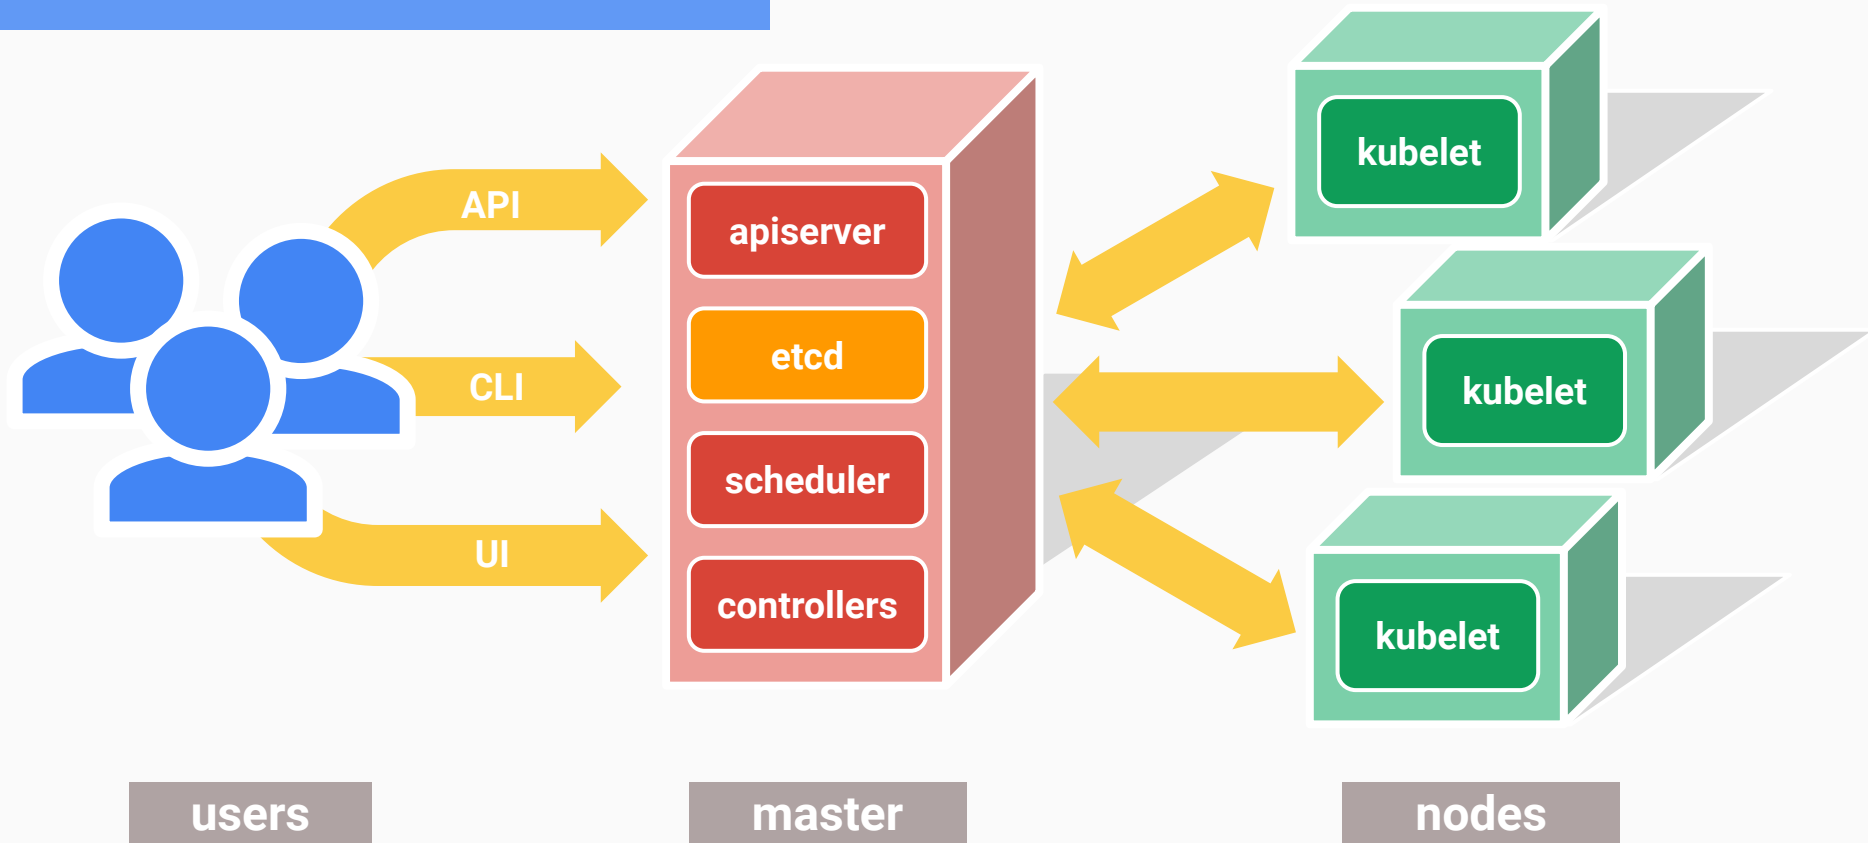 API
CLI
UI
apiserver
etcd
scheduler
controllers
kubelet
kubelet
kubelet
users
master
nodes